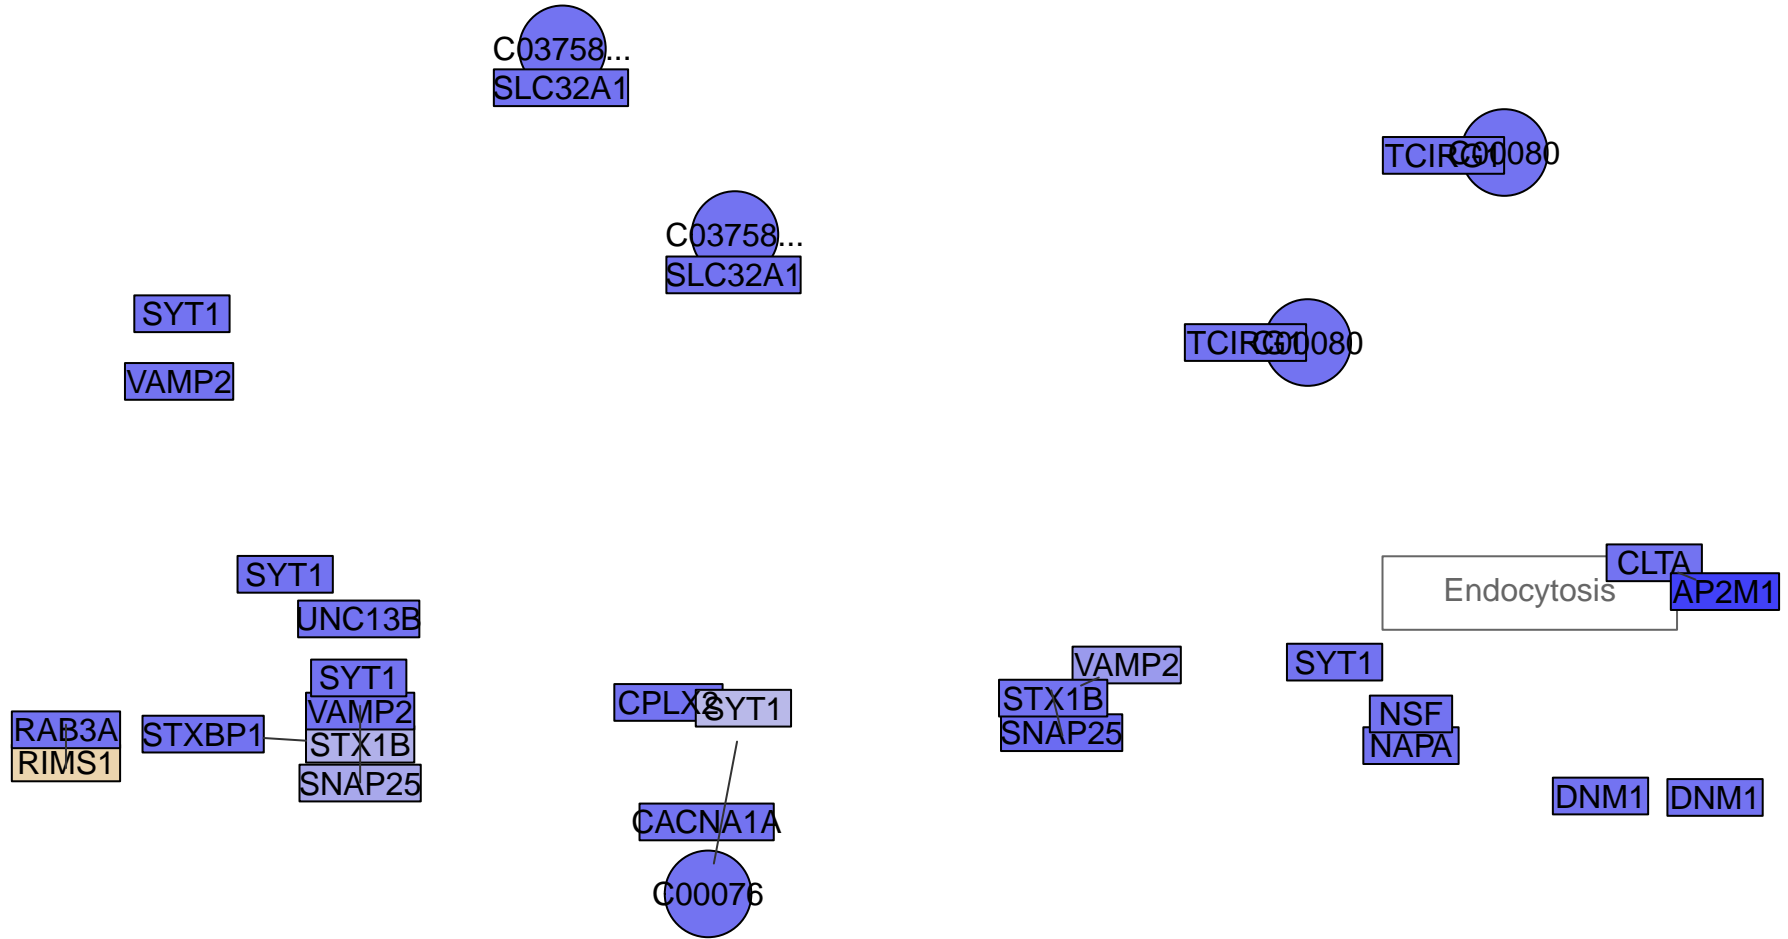 C03758...
SLC32A1
TCIRG1
C00080
C03758...
SLC32A1
SYT1
TCIRG1
C00080
VAMP2
SYT1
CLTA
Endocytosis
AP2M1
UNC13B
SYT1
VAMP2
SYT1
CPLX2
SYT1
STX1B
SNAP25
VAMP2
RAB3A
STXBP1
STX1B
RIMS1
SNAP25
NSF
NAPA
DNM1
DNM1
CACNA1A
C00076